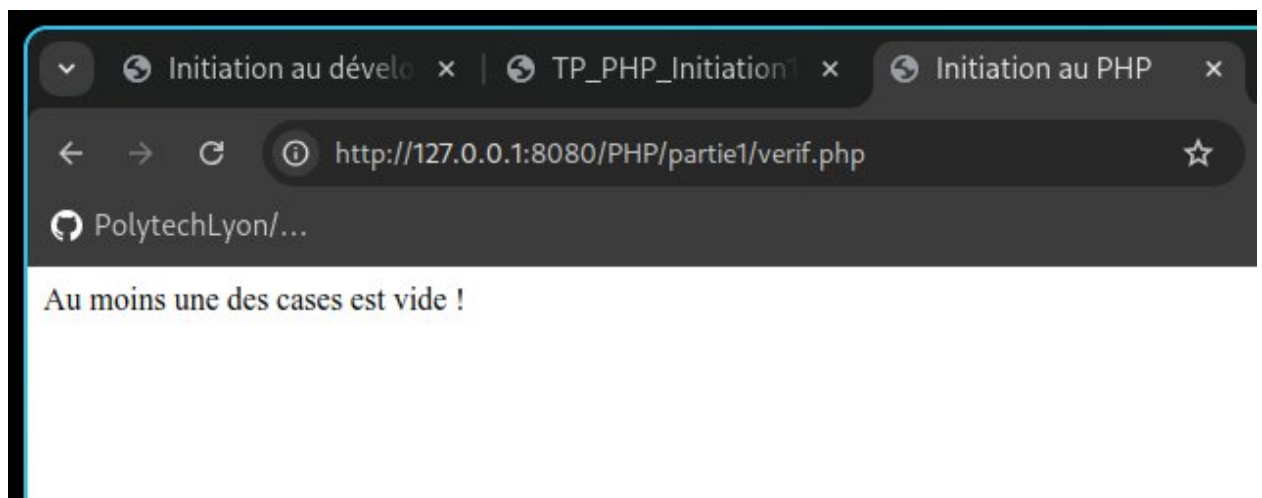 Initiation au dévelo
TP_PHP_Initiation1
Initiation au PHP
http://127.0.0.1:8080/PHP/partie1/verif.php
PolytechLyon/...
Au moins une des cases est vide !